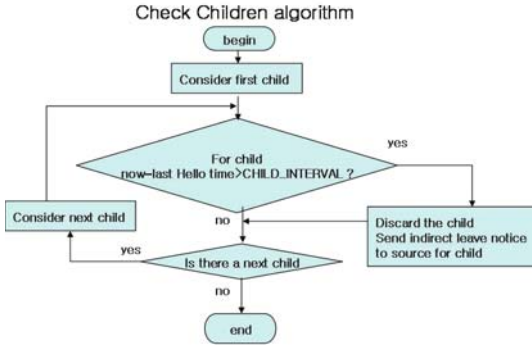 Check Children algorithm
begin
Consider first child
For child
now-last Hello time>CHILD_INTERVAL ?
yes
no
Consider next child
Discard the child
Send indirect leave notice
to source for child
yes
Is there a next child
no
end